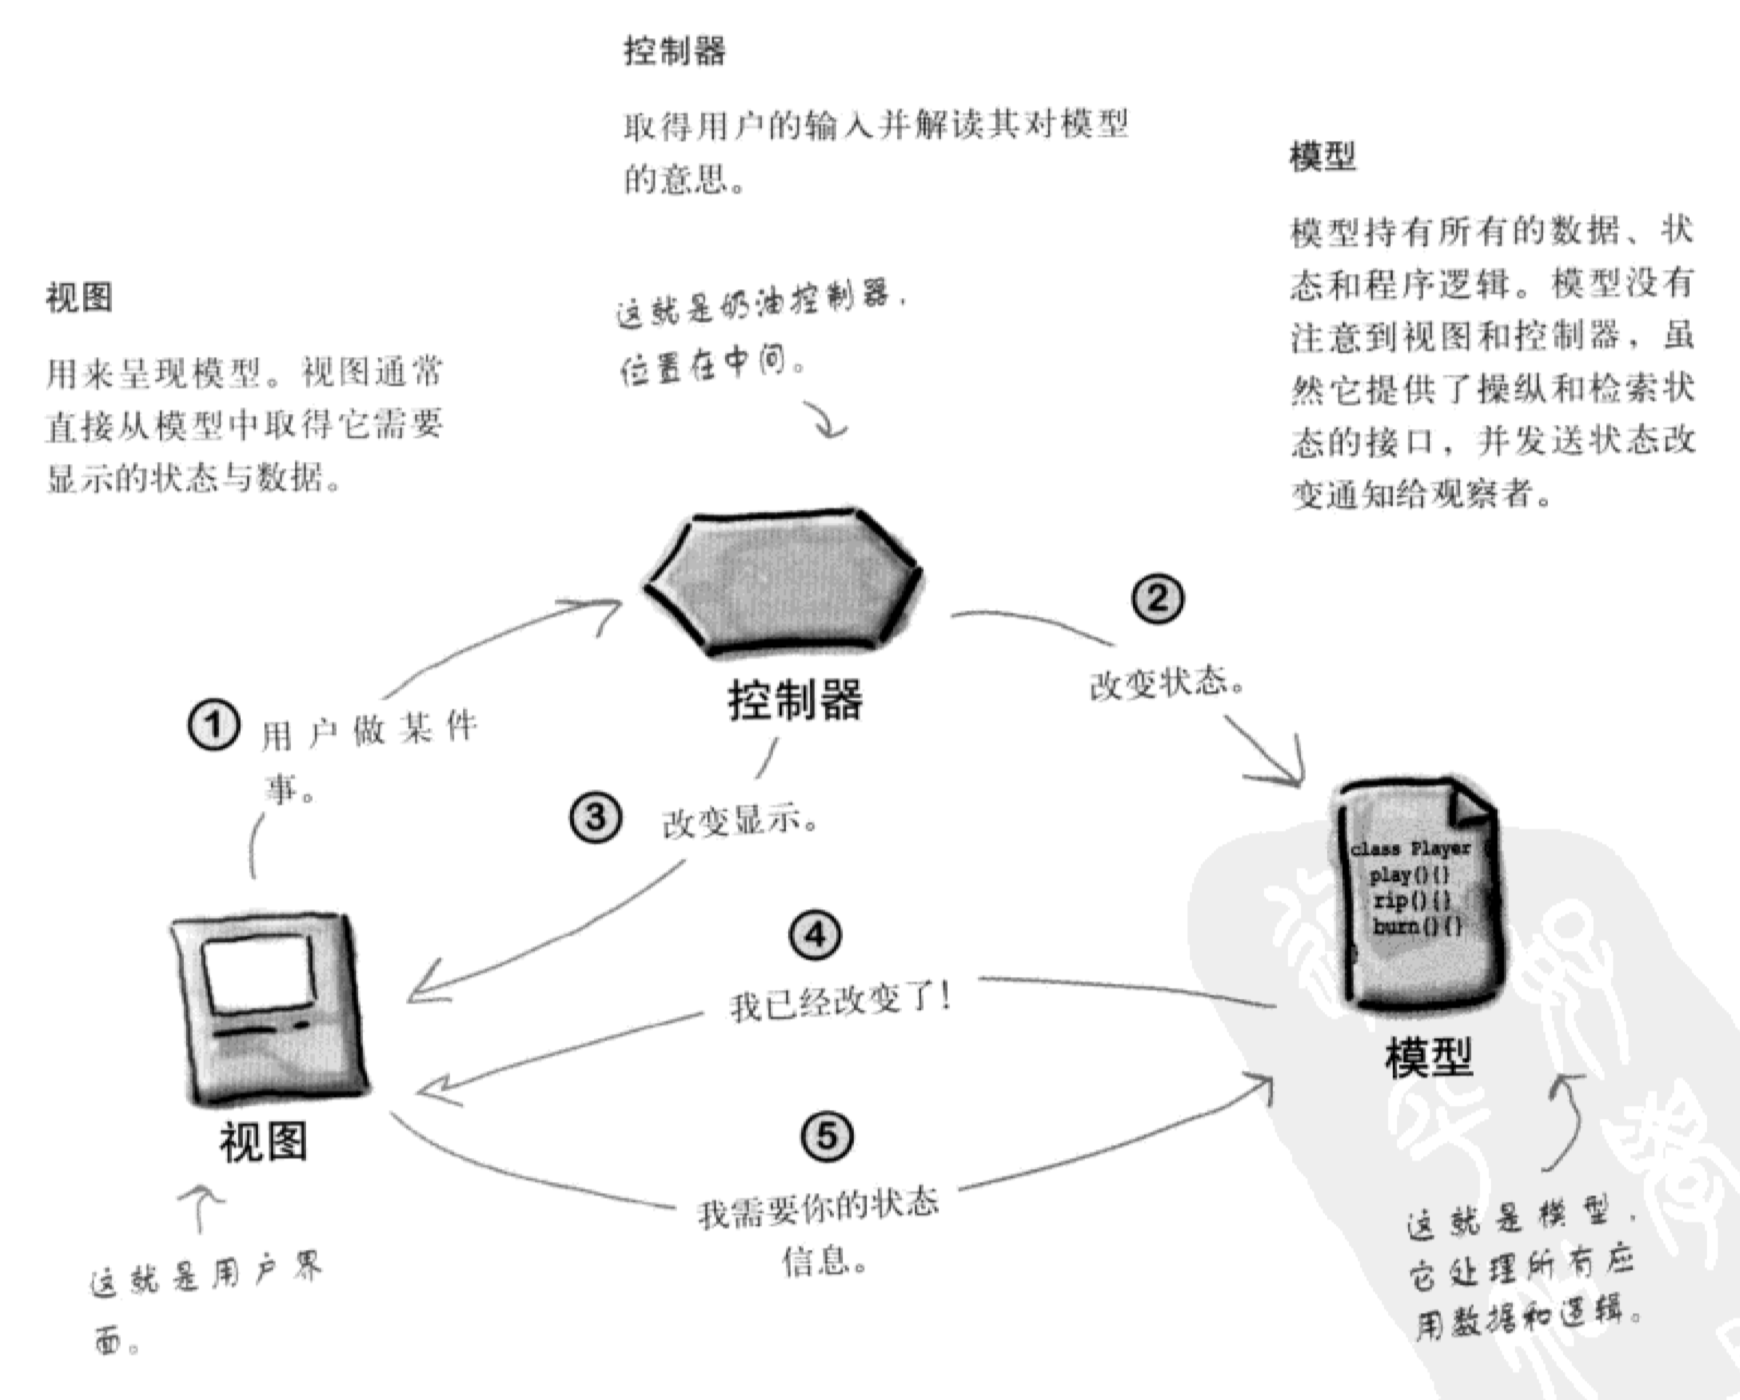 控制器
取得用户的输入并解读其对模型
的意思。
模型
模型持有所有的数据、状
态和程序逻辑。模型没有
注意到视图和控制器，虽
然它提供了操纵和检索状
态的接口，并发送状态改
变通知给观察者。
视图
用来呈现模型。视图通常
直接从模型中取得它需要
显示的状态与数据。
这就是奶油控制器，
位置在中间。
控制器
①
用户做某件
事。
②
改变状态。
③
改变显示。
④
我已经改变了！
⑤
我需要你的状态
信息。
class Player {
play(){}
rip(){}
burn(){}
模型
视图
这就是用户界
面。
这就是模型，
它处理所有应
用数据和逻辑。